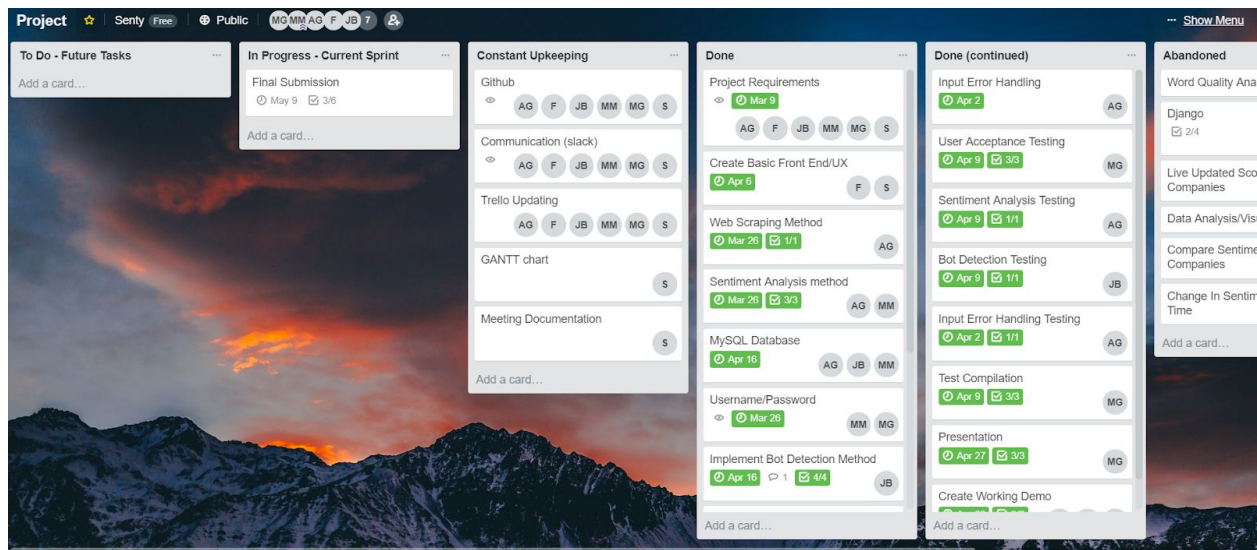 Project Senty Free Public MG MM AG F JB 7 Show Menu
To Do - Future Tasks
Add a card…
In Progress - Current Sprint
Final Submission
May 9 3/6
Add a card…
Constant Upkeeping
Github
AG F JB MM MG S
Communication (slack)
AG F JB MM MG S
Trello Updating
AG F JB MM MG S
GANTT chart
S
Meeting Documentation
S
Add a card…
Done
Project Requirements
Mar 9
AG F JB MM MG S
Create Basic Front End/UX
Apr 6
F S
Web Scraping Method
Mar 26 1/1
AG
Sentiment Analysis method
Mar 26 3/3
AG MM
MySQL Database
Apr 16
AG JB MM
Username/Password
Mar 26
MM MG
Implement Bot Detection Method
Apr 16 1 4/4
JB
Add a card…
Done (continued)
Input Error Handling
Apr 2
AG
User Acceptance Testing
Apr 9 3/3
MG
Sentiment Analysis Testing
Apr 9 1/1
AG
Bot Detection Testing
Apr 9 1/1
JB
Input Error Handling Testing
Apr 2 1/1
AG
Test Compilation
Apr 9 3/3
MG
Presentation
Apr 27 3/3
MG
Create Working Demo
Add a card…
Abandoned
Word Quality Ana
Django
2/4
Live Updated Sco
Companies
Data Analysis/Vis
Compare Sentime
Companies
Change In Sentim
Time
Add a card…